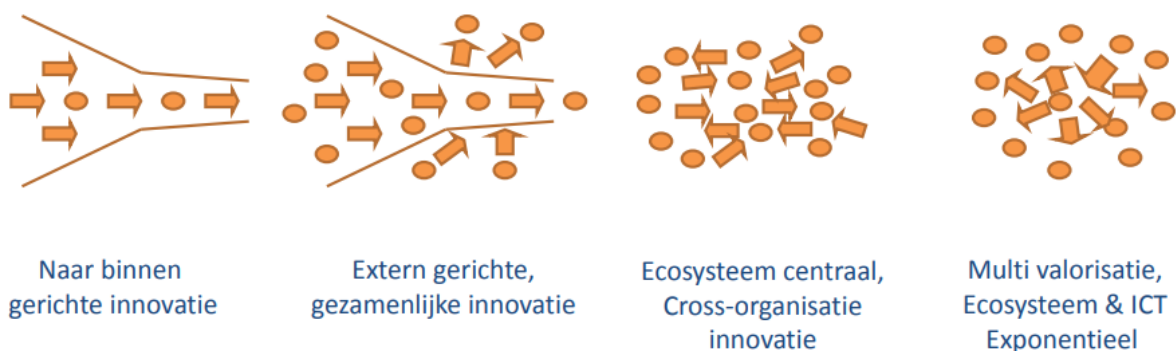 Naar binnen
gerichte innovatie
Extern gerichte,
gezamenlijke innovatie
Ecosysteem centraal,
Cross-organisatie
innovatie
Multi valorisatie,
Ecosysteem & ICT
Exponentieel